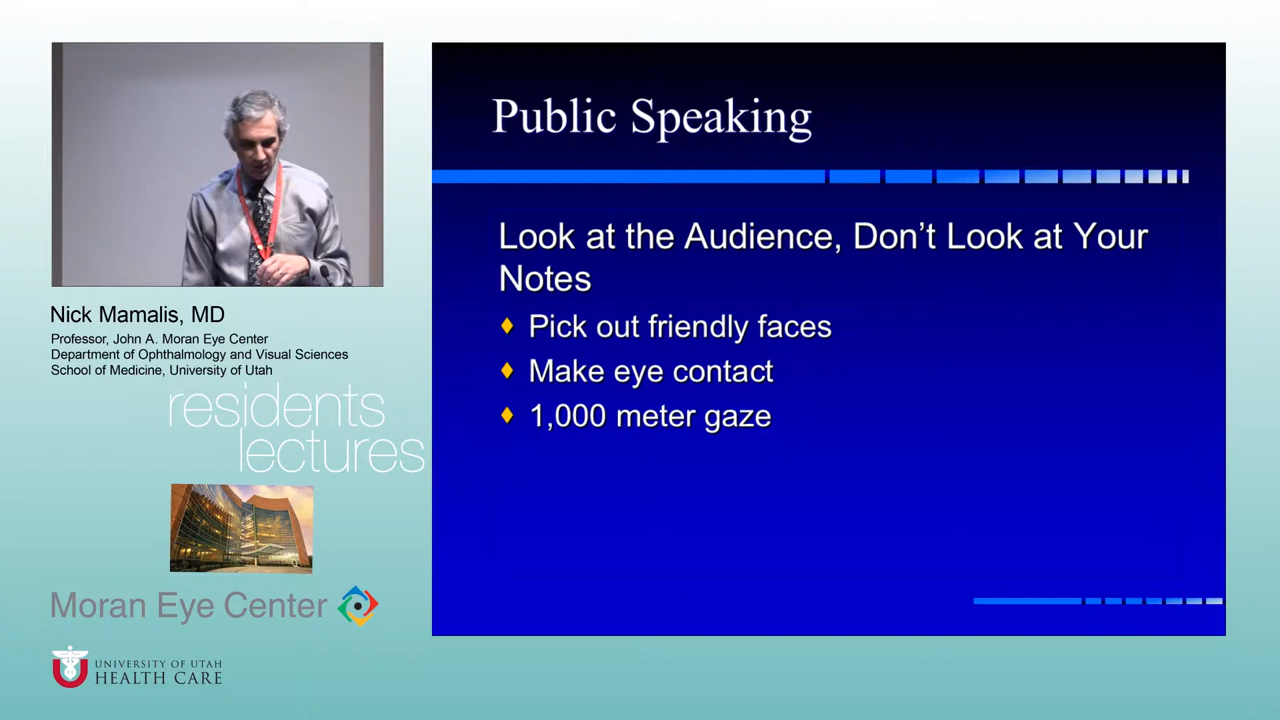 Nick Mamalis, MD
Professor, John A. Moran Eye Center
Department of Ophthalmology and Visual Sciences
School of Medicine, University of Utah
residents
lectures
Moran Eye Center
UNIVERSITY OF UTAH
HEALTH CARE
Public Speaking
Look at the Audience, Don’t Look at Your
Notes
Pick out friendly faces
Make eye contact
1,000 meter gaze